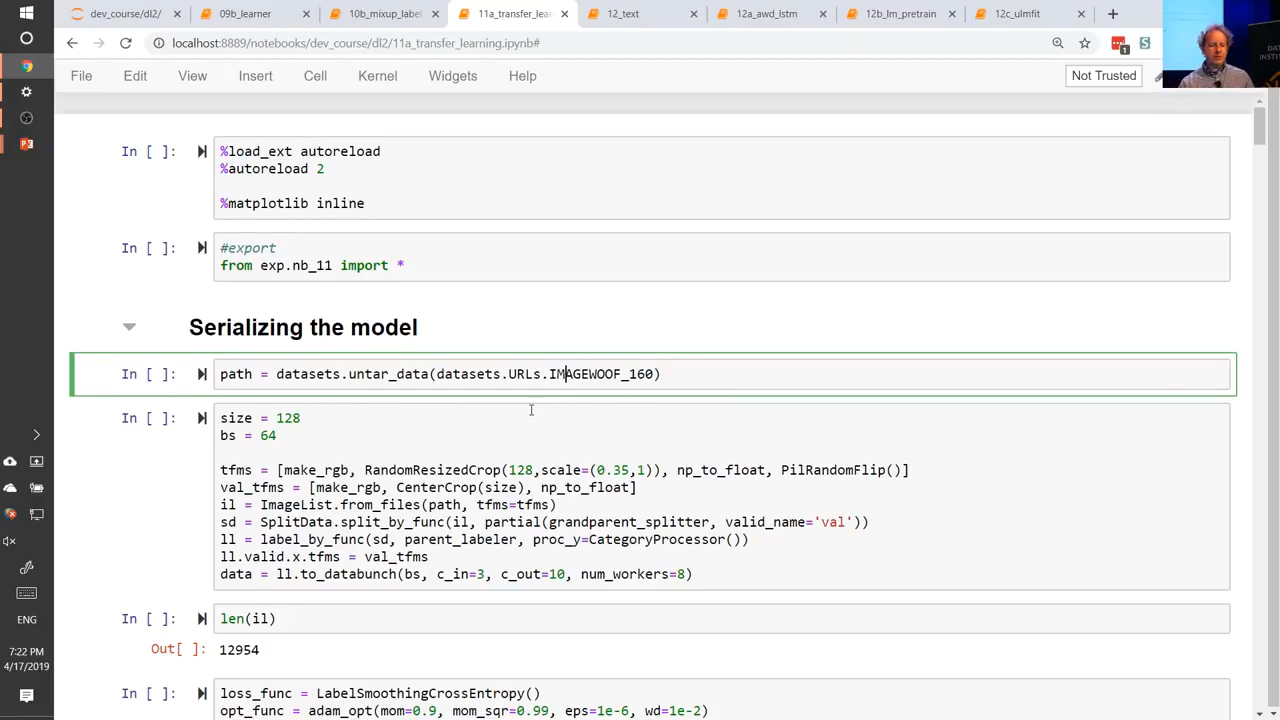 dev_course/dl2/
09b_learner
10b_mixup_label
11a_transfer_lea
12_text
12a_awd_lstm
12b_lm_pretrain
12c_ulmfit
localhost:8889/notebooks/dev_course/dl2/11a_transfer_learning.ipynb#
1
File Edit View Insert Cell Kernel Widgets Help
Not Trusted
In [ ]:
%load_ext autoreload
%autoreload 2
%matplotlib inline
In [ ]:
#export
from exp.nb_11 import *
Serializing the model
In [ ]:
path = datasets.untar_data(datasets.URLs.IMAGEWOOF_160)
In [ ]:
size = 128
bs = 64
tfms = [make_rgb, RandomResizedCrop(128,scale=(0.35,1)), np_to_float, PilRandomFlip()]
val_tfms = [make_rgb, CenterCrop(size), np_to_float]
il = ImageList.from_files(path, tfms=tfms)
sd = SplitData.split_by_func(il, partial(grandparent_splitter, valid_name='val'))
ll = label_by_func(sd, parent_labeler, proc_y=CategoryProcessor())
ll.valid.x.tfms = val_tfms
data = ll.to_databunch(bs, c_in=3, c_out=10, num_workers=8)
In [ ]:
len(il)
Out[ ]:
12954
In [ ]:
loss_func = LabelSmoothingCrossEntropy()
opt_func = adam_opt(mom=0.9, mom_sqr=0.99, eps=1e-6, wd=1e-2)
ENG
7:22 PM
4/17/2019